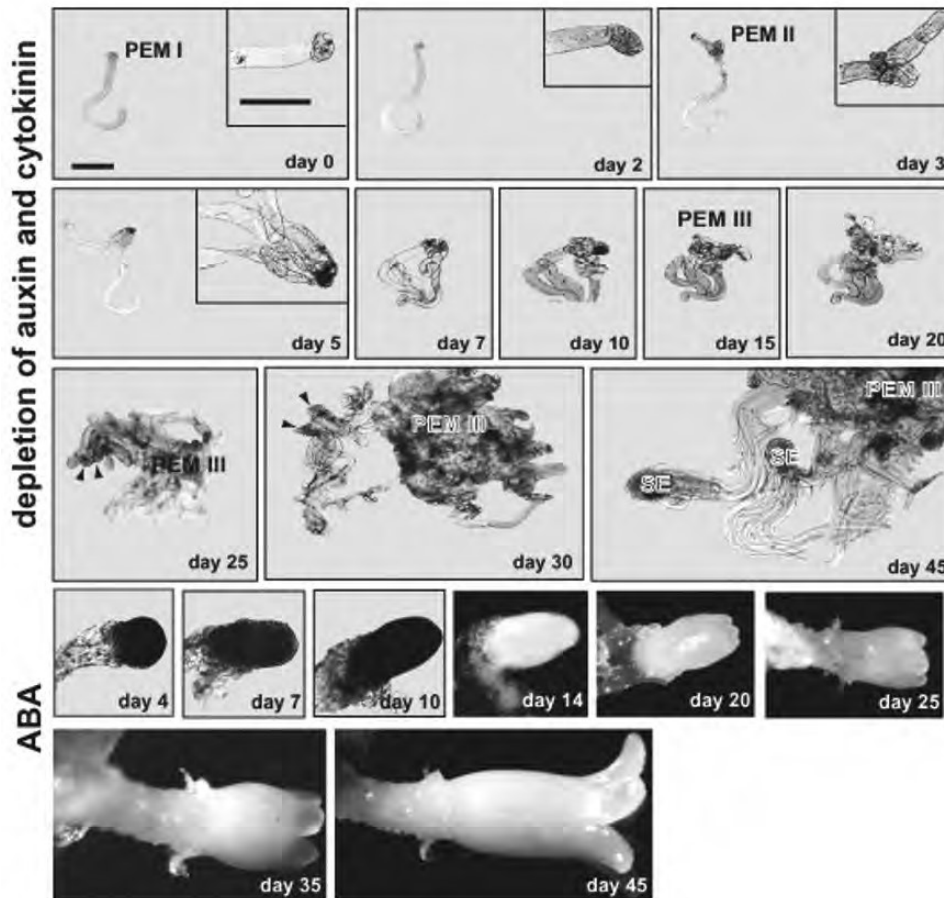 depletion of auxin and cytokinin
PEM I
day 0
day 2
PEM II
day 3
day 5
day 7
day 10
PEM III
day 15
day 20
PEM III
day 25
PEM III
day 30
PEM III
SE
SE
day 45
ABA
day 4
day 7
day 10
day 14
day 20
day 25
day 35
day 45